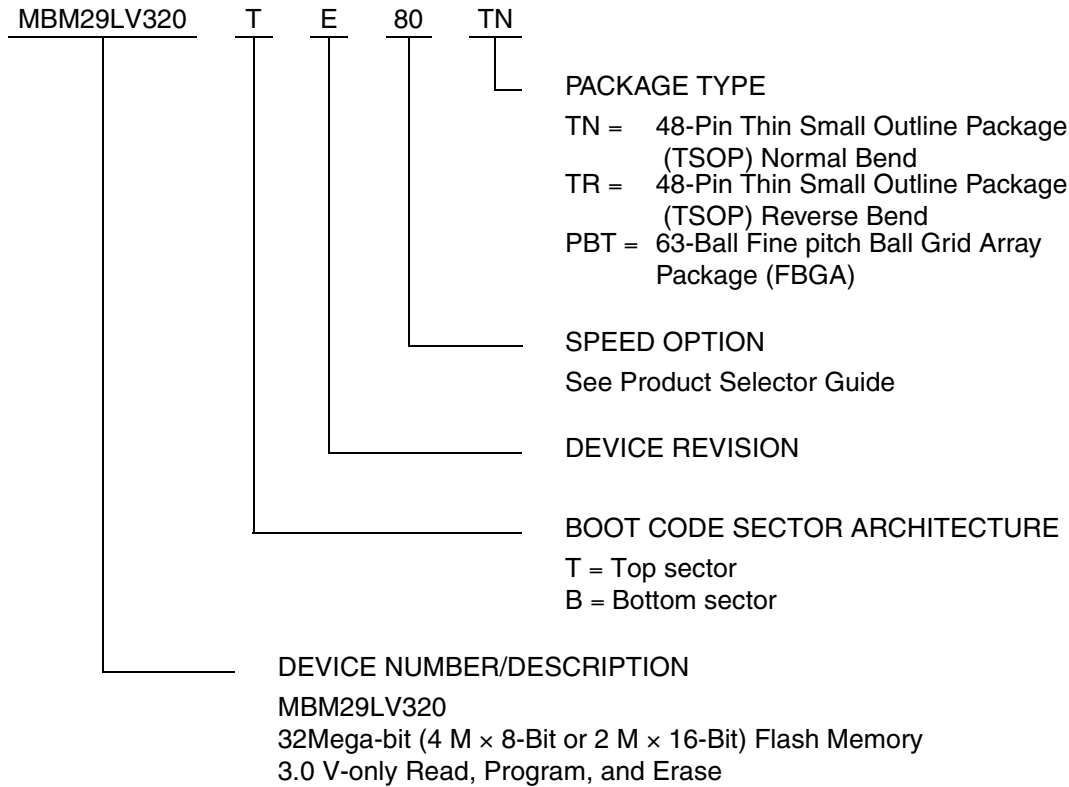 MBM29LV320 T E 80 TN
PACKAGE TYPE
TN = 48-Pin Thin Small Outline Package
(TSOP) Normal Bend
TR = 48-Pin Thin Small Outline Package
(TSOP) Reverse Bend
PBT = 63-Ball Fine pitch Ball Grid Array
Package (FBGA)
SPEED OPTION
See Product Selector Guide
DEVICE REVISION
BOOT CODE SECTOR ARCHITECTURE
T = Top sector
B = Bottom sector
DEVICE NUMBER/DESCRIPTION
MBM29LV320
32Mega-bit (4 M × 8-Bit or 2 M × 16-Bit) Flash Memory
3.0 V-only Read, Program, and Erase